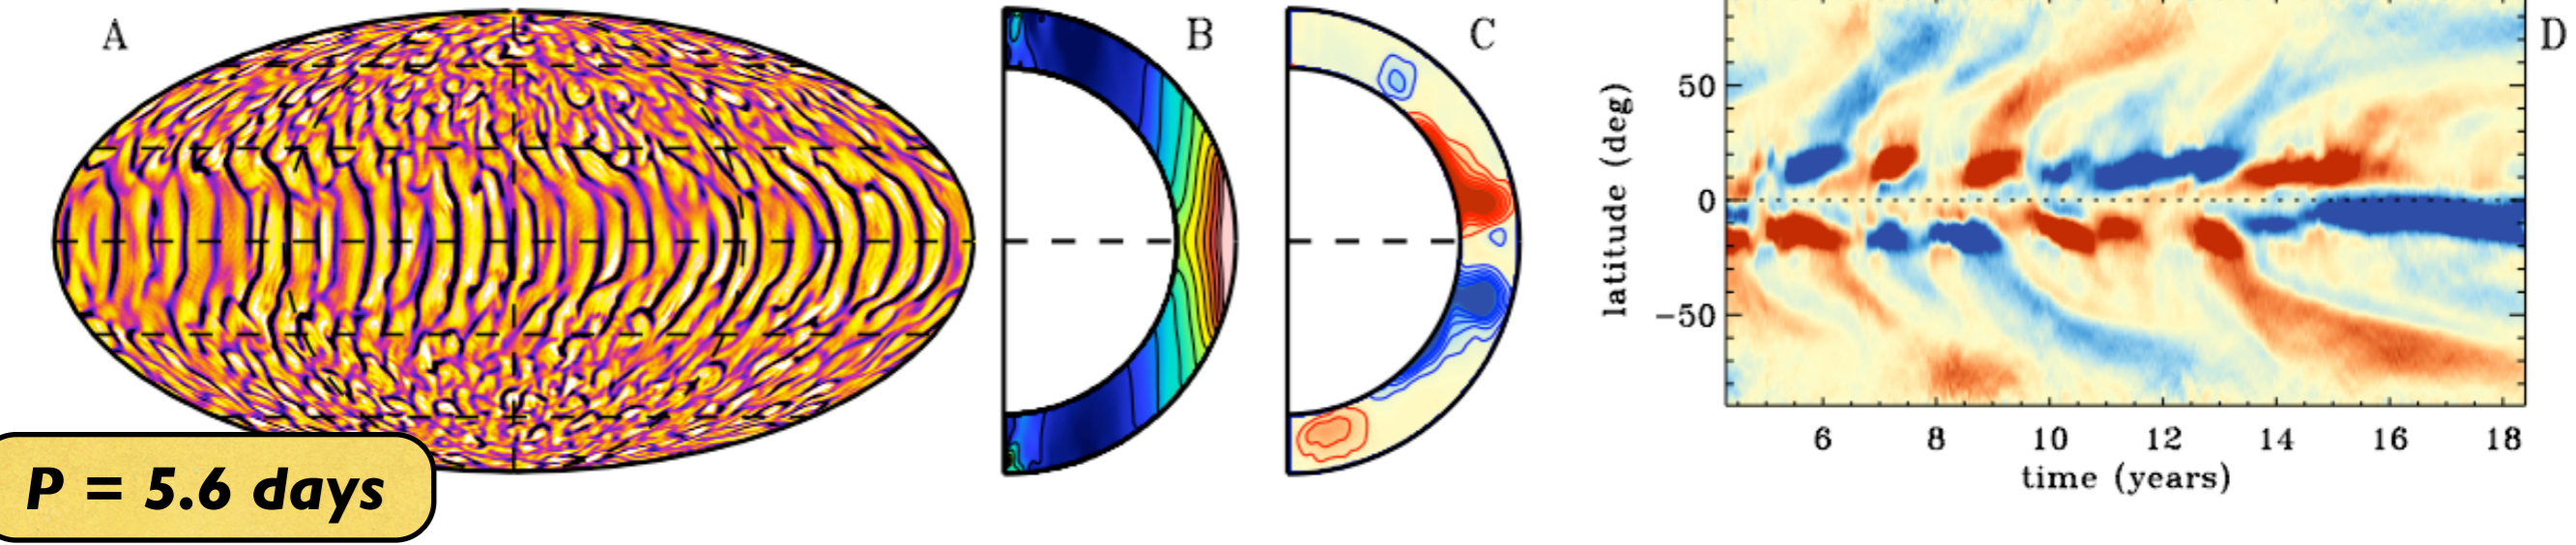 A
B
C
D
latitude (deg)
50
0
−50
6 8 10 12 14 16 18
time (years)
P = 5.6 days